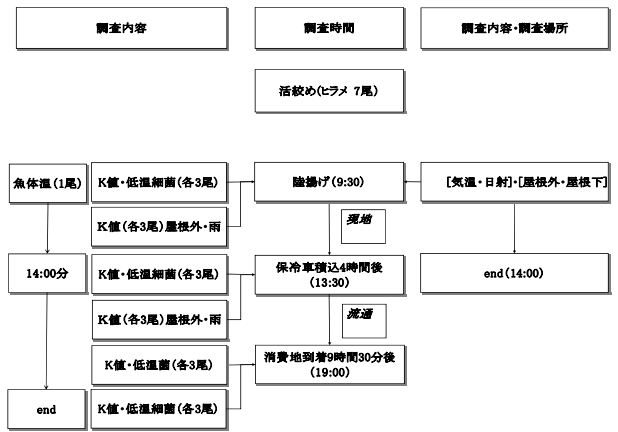 調査内容
調査時間
調査内容・調査場所
活絞め(ヒラメ 7尾)
魚体温(1尾)
K値・低温細菌(各3尾)
陸揚げ(9:30)
[気温・日射]・[屋根外・屋根下]
K値(各3尾)屋根外・雨
現地
14:00分
K値・低温細菌(各3尾)
保冷車積込4時間後
(13:30)
end(14:00)
K値(各3尾)屋根外・雨
流通
K値・低温菌(各3尾)
消費地到着9時間30分後
(19:00)
end
K値・低温細菌(各3尾)